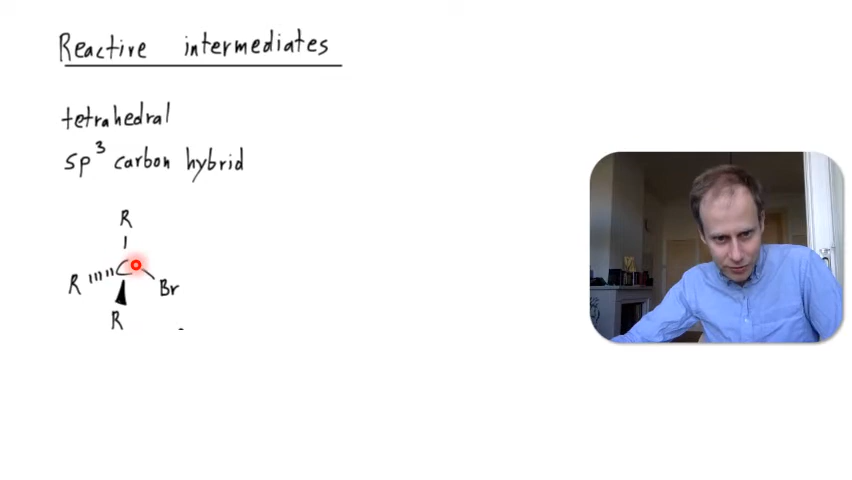 Reactive intermediates
tetrahedral
sp³ carbon hybrid
R
R C Br
R